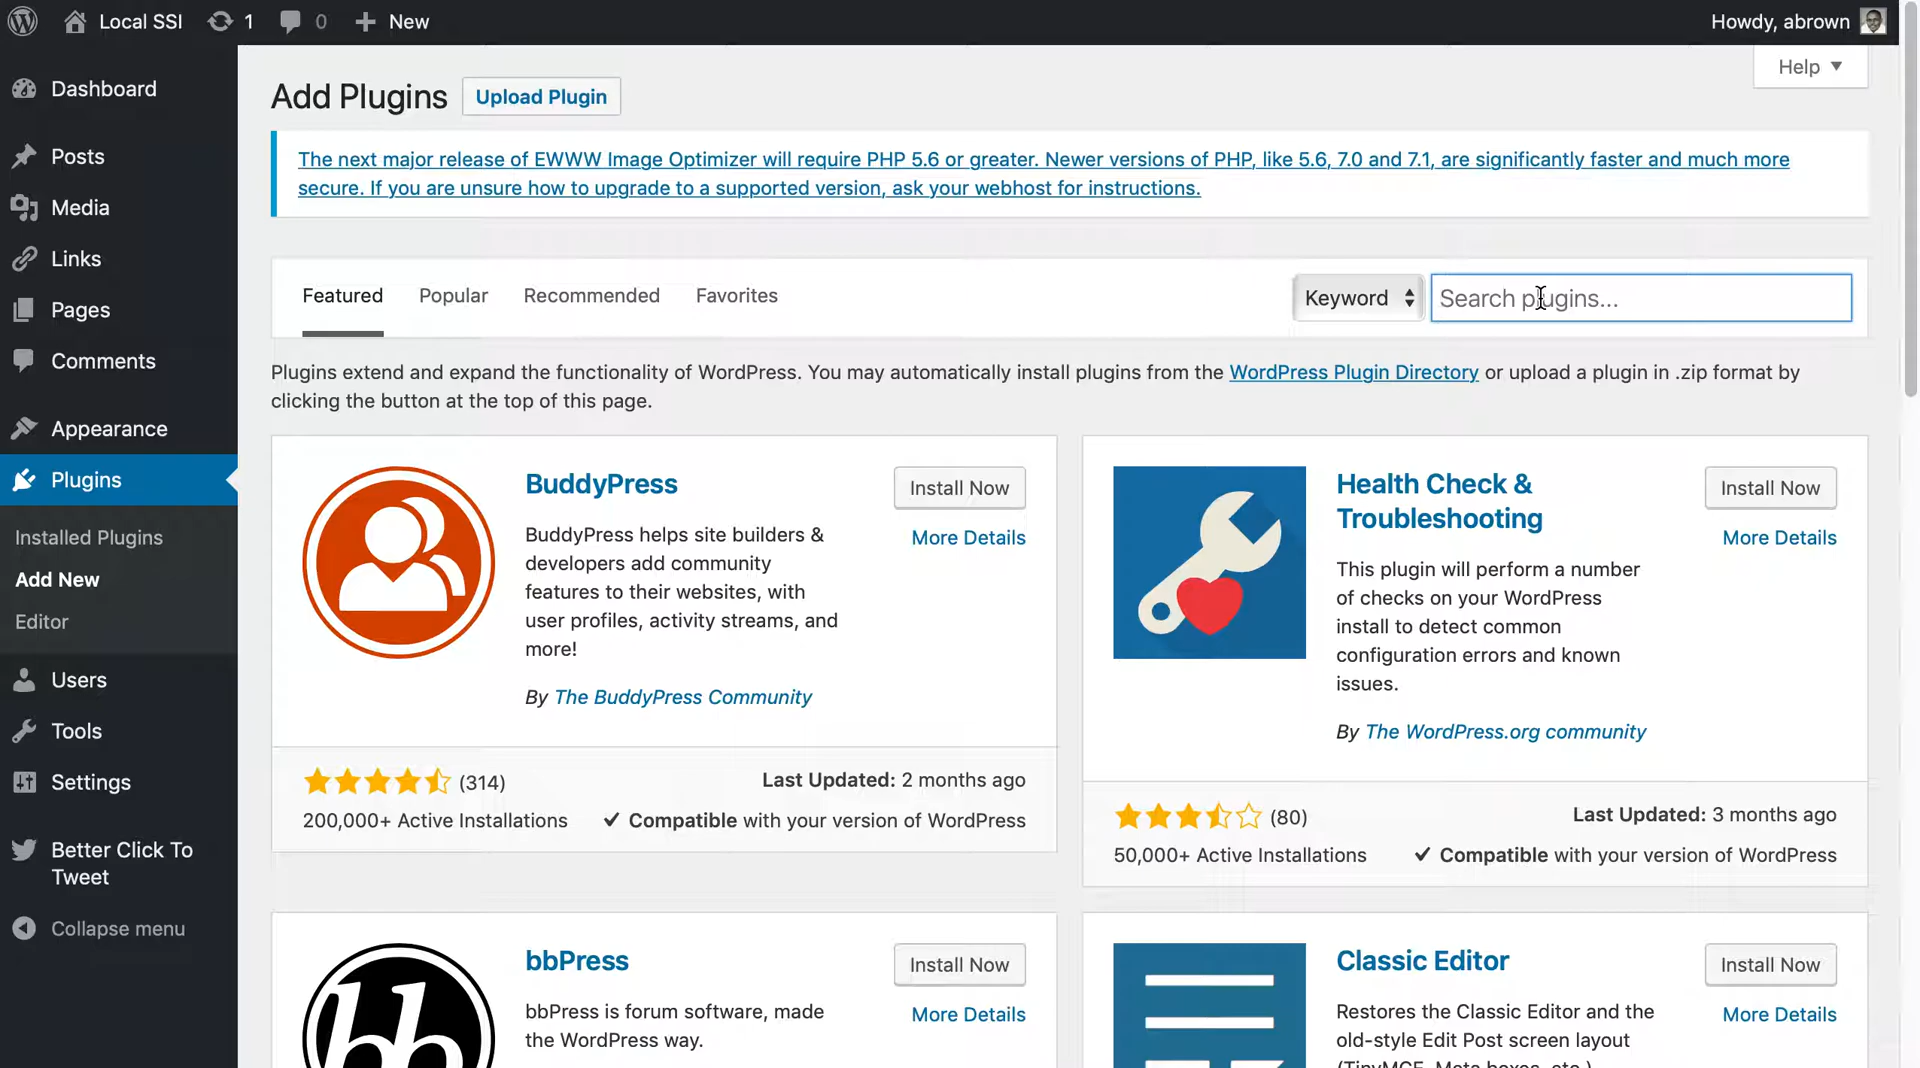 Local SSI 1 0 New Howdy, abrown
Help
Dashboard
Posts
Media
Links
Pages
Comments
Appearance
Plugins
Installed Plugins
Add New
Editor
Users
Tools
Settings
Better Click To
Tweet
Collapse menu
Add Plugins Upload Plugin
The next major release of EWWW Image Optimizer will require PHP 5.6 or greater. Newer versions of PHP, like 5.6, 7.0 and 7.1, are significantly faster and much more
secure. If you are unsure how to upgrade to a supported version, ask your webhost for instructions.
Featured Popular Recommended Favorites Keyword Search plugins...
Plugins extend and expand the functionality of WordPress. You may automatically install plugins from the WordPress Plugin Directory or upload a plugin in .zip format by
clicking the button at the top of this page.
BuddyPress
Install Now
More Details
BuddyPress helps site builders &
developers add community
features to their websites, with
user profiles, activity streams, and
more!
By The BuddyPress Community
(314) Last Updated: 2 months ago
200,000+ Active Installations Compatible with your version of WordPress
Health Check &
Troubleshooting
Install Now
More Details
This plugin will perform a number
of checks on your WordPress
install to detect common
configuration errors and known
issues.
By The WordPress.org community
(80) Last Updated: 3 months ago
50,000+ Active Installations Compatible with your version of WordPress
bb
bbPress
Install Now
More Details
bbPress is forum software, made
the WordPress way.
Classic Editor
Install Now
More Details
Restores the Classic Editor and the
old-style Edit Post screen layout
(TinyMCE, Meta boxes, etc.)